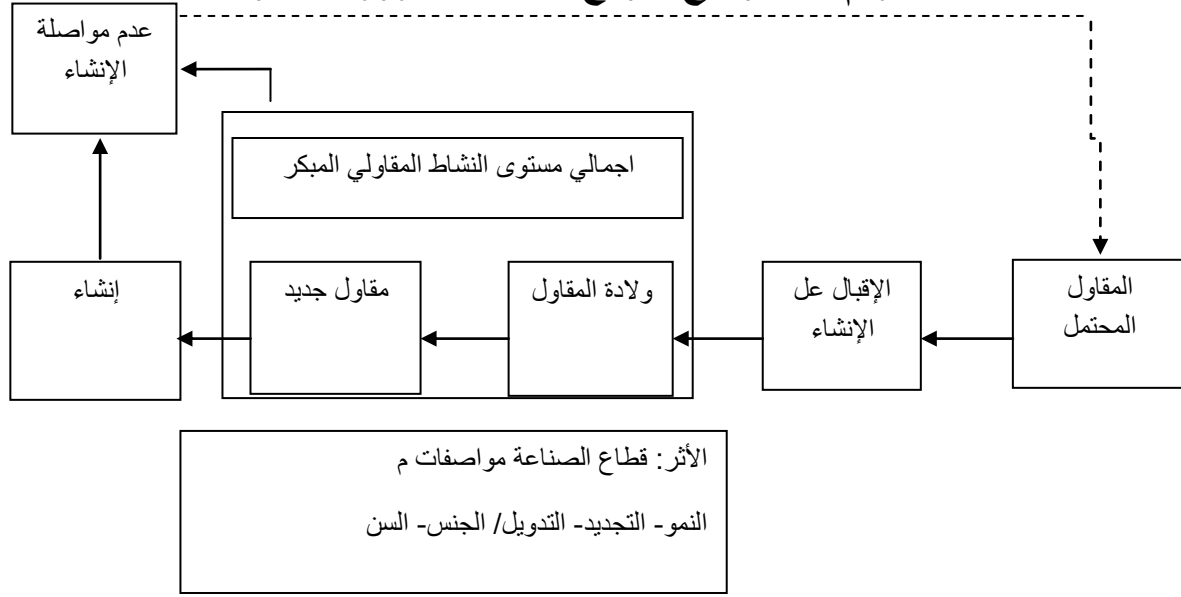 عدم مواصلة
الإنشاء
اجمالي مستوى النشاط المقاولي المبكر
المقاول
المحتمل
الإقبال عل
الإنشاء
ولادة المقاول
مقاول جديد
إنشاء
الأثر: قطاع الصناعة مواصفات م
النمو- التجديد- التدويل/ الجنس- السن